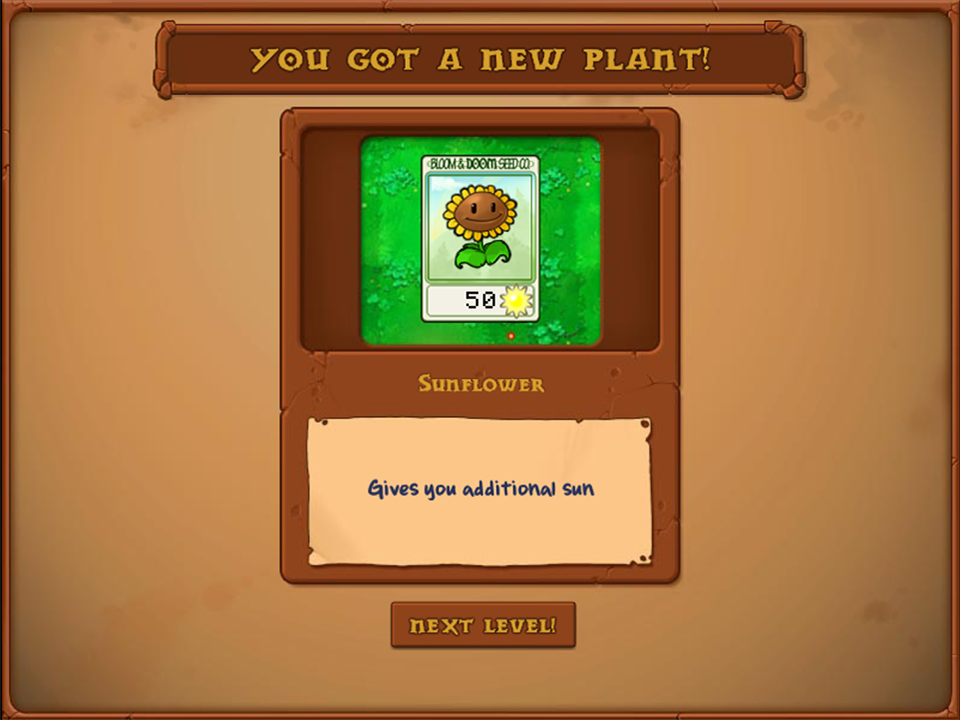 YOU GOT A NEW PLANT!
BLOOM & DOOM SEED CO
50
SUNFLOWER
Gives you additional sun
NEXT LEVEL!